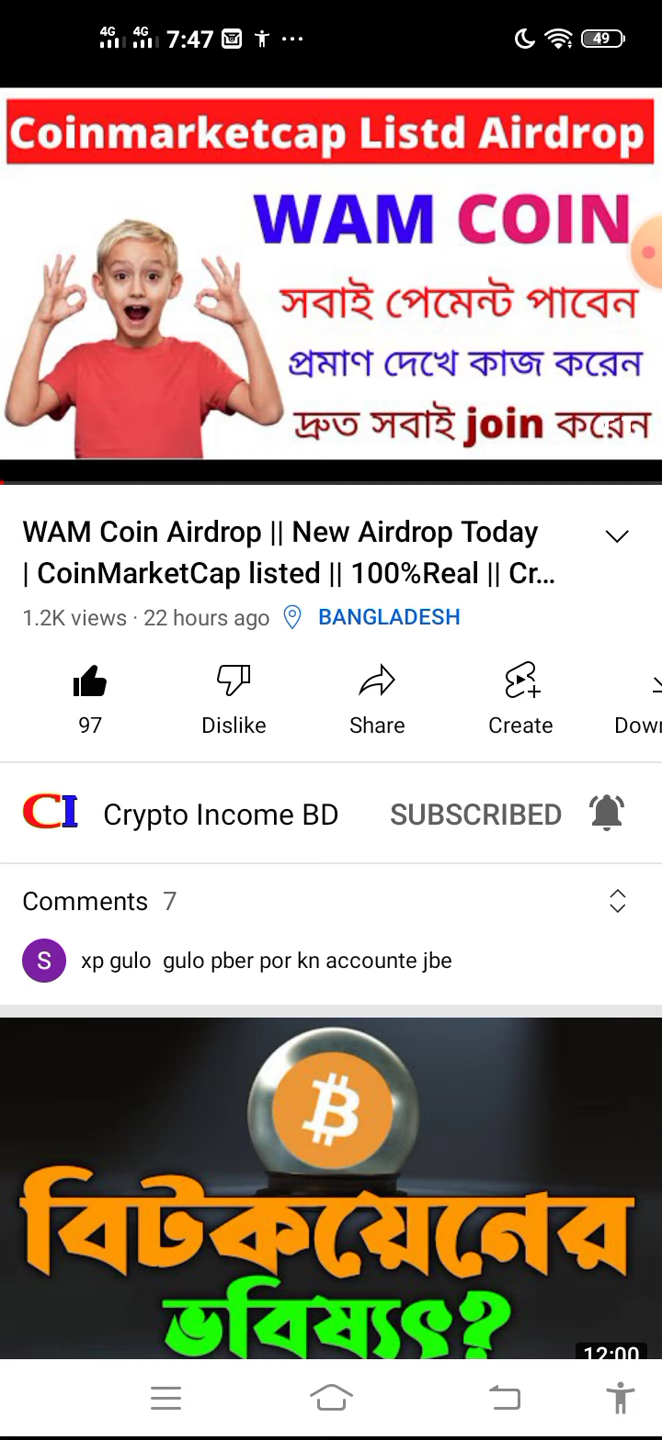 4G 4G 7:47 49
Coinmarketcap Listd Airdrop
WAM COIN
সবাই পেমেন্ট পাবেন
প্রমাণ দেখে কাজ করেন
দ্রুত সবাই join করেন
WAM Coin Airdrop || New Airdrop Today
| CoinMarketCap listed || 100%Real || Cr...
1.2K views · 22 hours ago BANGLADESH
97 Dislike Share Create Down
CI Crypto Income BD SUBSCRIBED
Comments 7
S xp gulo gulo pber por kn accounte jbe
বিটকয়েনের
ভবিষ্যৎ?
12:00